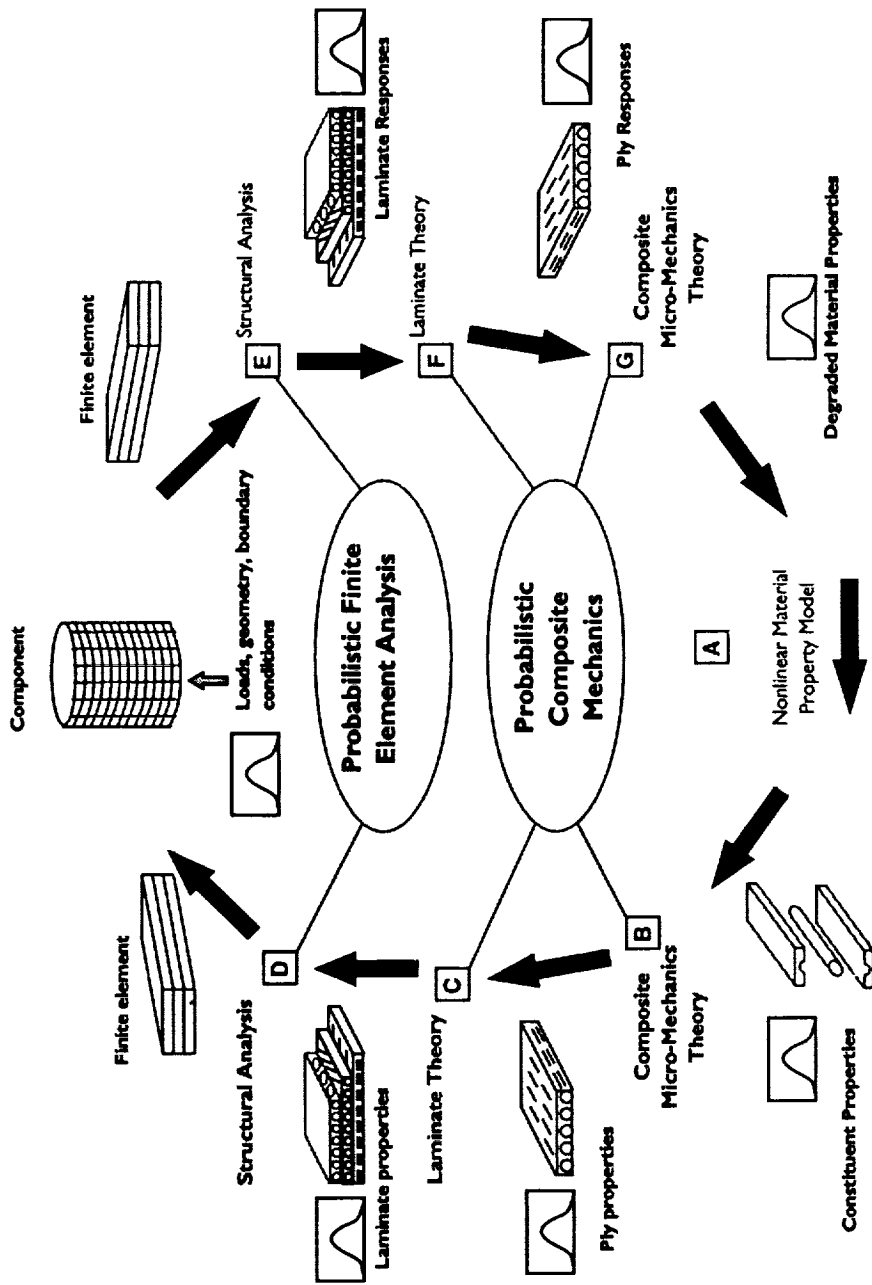 Component
Finite element
Finite element
Loads, geometry, boundary
conditions
Structural Analysis
D
E
Structural Analysis
Laminate properties
Laminate Responses
Probabilistic Finite
Element Analysis
Laminate Theory
C
F
Laminate Theory
Ply properties
Ply Responses
Probabilistic
Composite
Mechanics
B
G
Composite
Micro-Mechanics
Theory
Composite
Micro-Mechanics
Theory
A
Constituent Properties
Nonlinear Material
Property Model
Degraded Material Properties